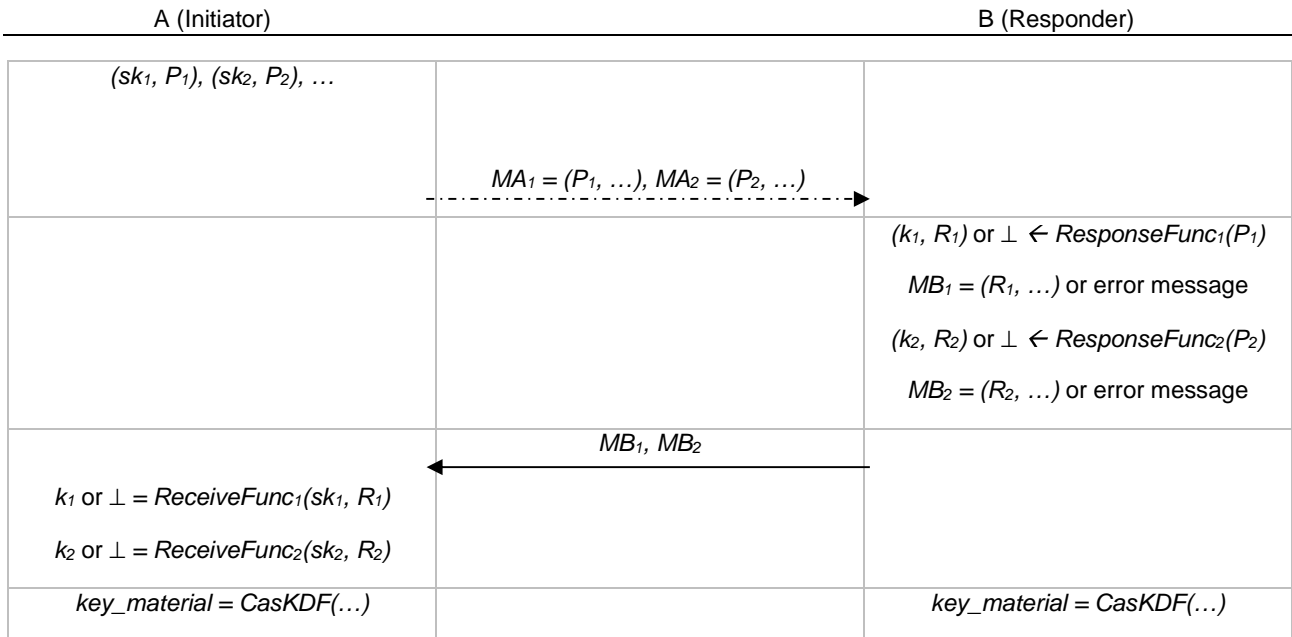 A (Initiator)
B (Responder)
(sk₁, P₁), (sk₂, P₂), …
MA₁ = (P₁, …), MA₂ = (P₂, …)
(k₁, R₁) or ⊥ ← ResponseFunc₁(P₁)
MB₁ = (R₁, …) or error message
(k₂, R₂) or ⊥ ← ResponseFunc₂(P₂)
MB₂ = (R₂, …) or error message
MB₁, MB₂
k₁ or ⊥ = ReceiveFunc₁(sk₁, R₁)
k₂ or ⊥ = ReceiveFunc₂(sk₂, R₂)
key_material = CasKDF(…)
key_material = CasKDF(…)